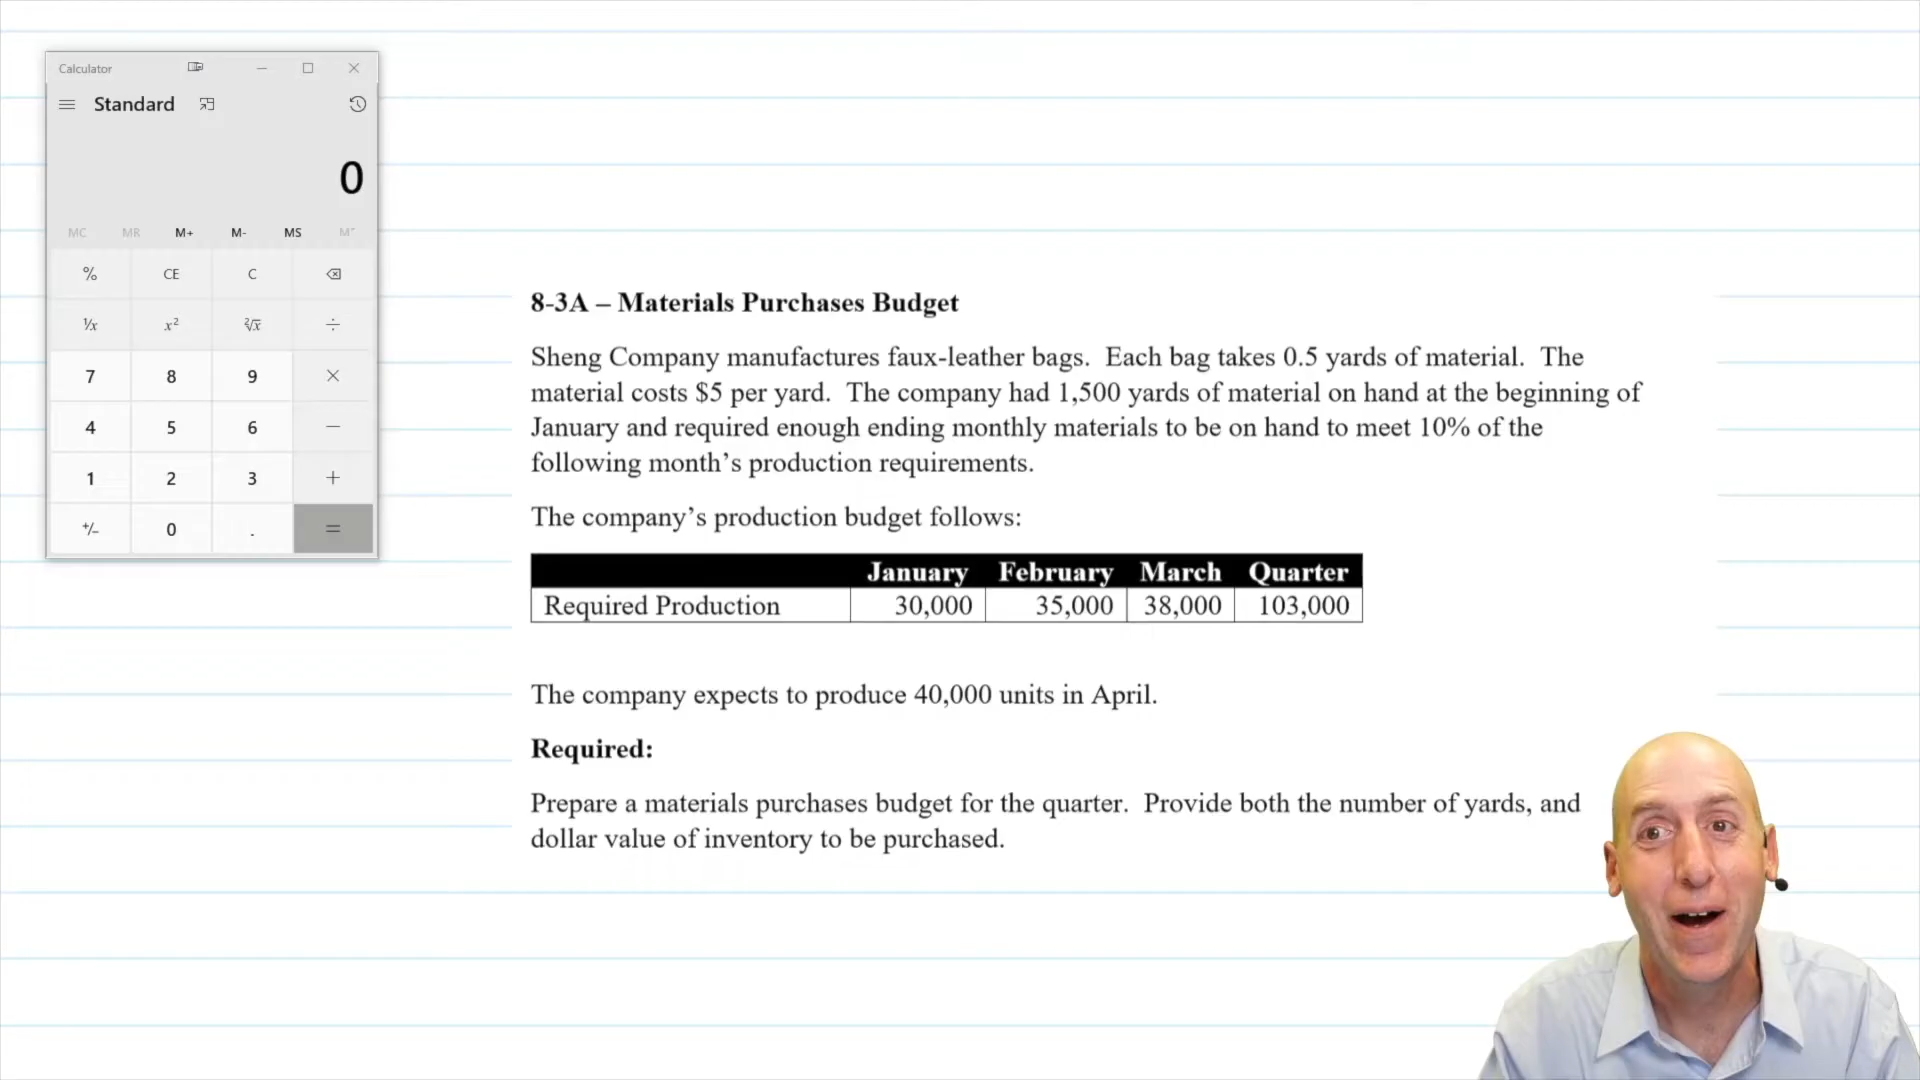 Calculator
Standard
0
MC MR M+ M- MS M˅
% CE C
⅟x x² ²√x ÷
7 8 9 ×
4 5 6 −
1 2 3 +
+/− 0 . =
8-3A – Materials Purchases Budget
Sheng Company manufactures faux-leather bags. Each bag takes 0.5 yards of material. The
material costs $5 per yard. The company had 1,500 yards of material on hand at the beginning of
January and required enough ending monthly materials to be on hand to meet 10% of the
following month’s production requirements.
The company’s production budget follows:
January February March Quarter
Required Production 30,000 35,000 38,000 103,000
The company expects to produce 40,000 units in April.
Required:
Prepare a materials purchases budget for the quarter. Provide both the number of yards, and
dollar value of inventory to be purchased.